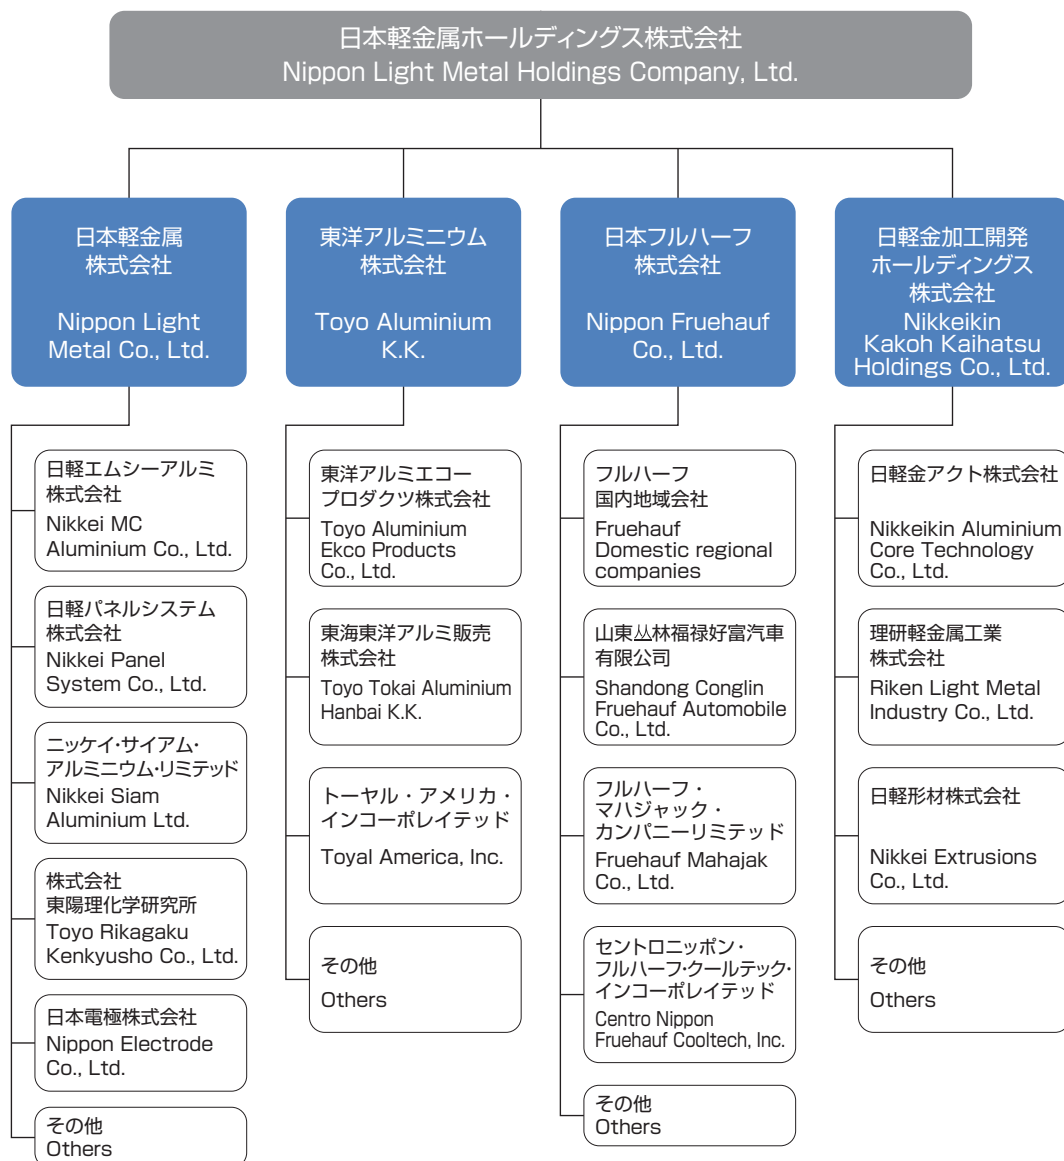 日本軽金属ホールディングス株式会社
Nippon Light Metal Holdings Company, Ltd.
日本軽金属
株式会社
Nippon Light
Metal Co., Ltd.
東洋アルミニウム
株式会社
Toyo Aluminium
K.K.
日本フルハーフ
株式会社
Nippon Fruehauf
Co., Ltd.
日軽金加工開発
ホールディングス
株式会社
Nikkeikin
Kakoh Kaihatsu
Holdings Co., Ltd.
日軽エムシーアルミ
株式会社
Nikkei MC
Aluminium Co., Ltd.
日軽パネルシステム
株式会社
Nikkei Panel
System Co., Ltd.
ニッケイ・サイアム・
アルミニウム・リミテッド
Nikkei Siam
Aluminium Ltd.
株式会社
東陽理化学研究所
Toyo Rikagaku
Kenkyusho Co., Ltd.
日本電極株式会社
Nippon Electrode
Co., Ltd.
その他
Others
東洋アルミエコー
プロダクツ株式会社
Toyo Aluminium
Ekco Products
Co., Ltd.
東海東洋アルミ販売
株式会社
Toyo Tokai Aluminium
Hanbai K.K.
トーヤル・アメリカ・
インコーポレイテッド
Toyal America, Inc.
その他
Others
フルハーフ
国内地域会社
Fruehauf
Domestic regional
companies
山東丛林福禄好富汽車
有限公司
Shandong Conglin
Fruehauf Automobile
Co., Ltd.
フルハーフ・
マハジャック・
カンパニーリミテッド
Fruehauf Mahajak
Co., Ltd.
セントロニッポン・
フルハーフ・クールテック・
インコーポレイテッド
Centro Nippon
Fruehauf Cooltech, Inc.
その他
Others
日軽金アクト株式会社
Nikkeikin Aluminium
Core Technology
Co., Ltd.
理研軽金属工業
株式会社
Riken Light Metal
Industry Co., Ltd.
日軽形材株式会社
Nikkei Extrusions
Co., Ltd.
その他
Others